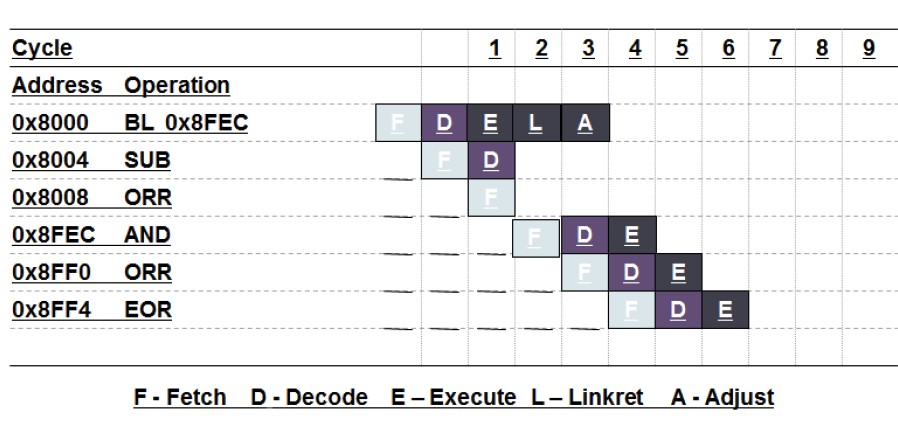 Cycle 1 2 3 4 5 6 7 8 9
Address Operation
0x8000 BL 0x8FEC F D E L A
0x8004 SUB F D
0x8008 ORR F
0x8FEC AND F D E
0x8FF0 ORR F D E
0x8FF4 EOR F D E
F - Fetch D - Decode E – Execute L – Linkret A - Adjust